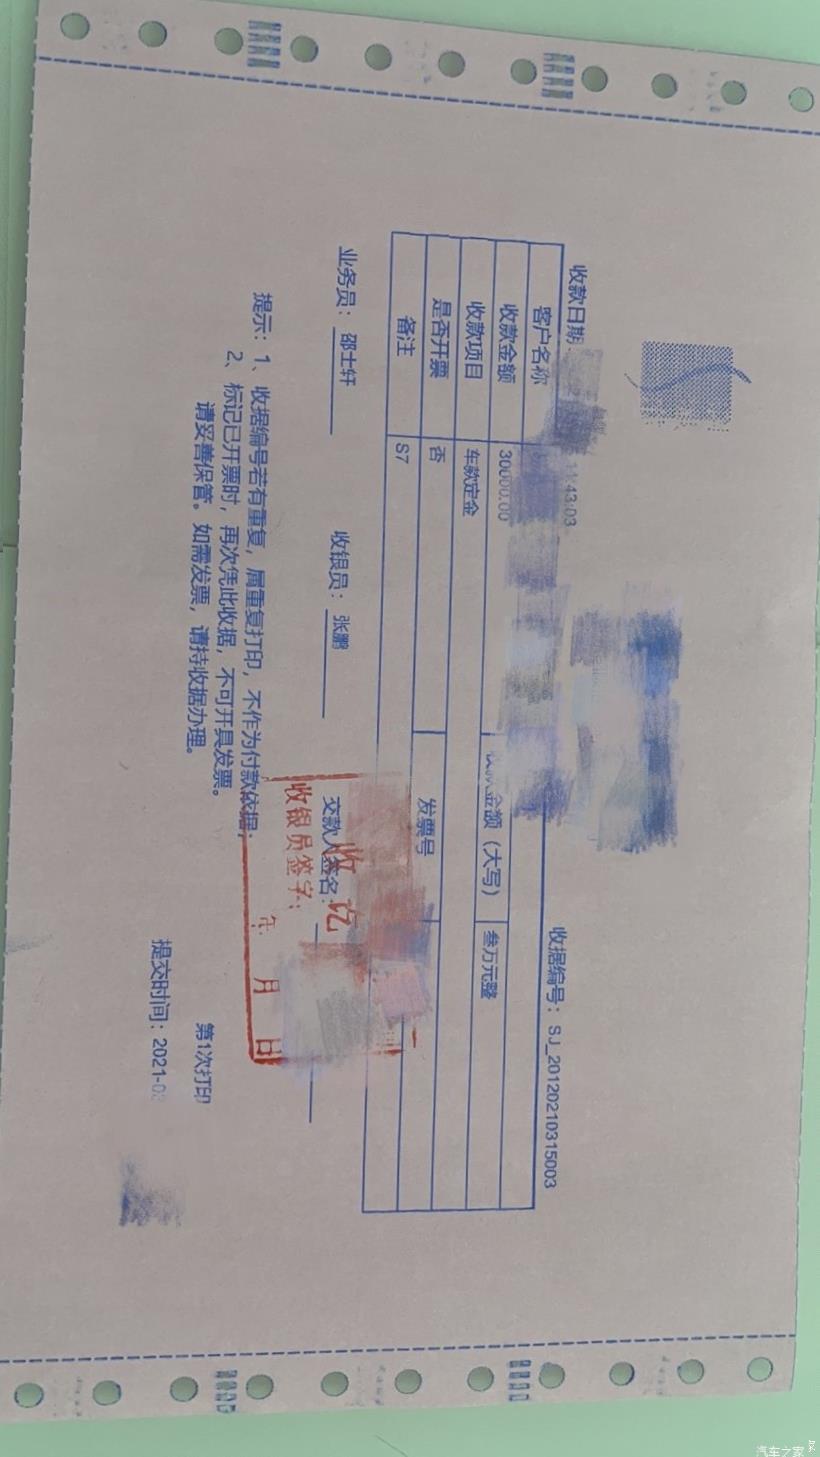 收款日期: 11:43:03
收据编号: SJ_20120210315003
客户名称
收款金额 30000.00 收款金额 (大写) 叁万元整
收款项目 车款定金
是否开票 否 发票号
备注 S7
业务员: 邵士轩 收银员: 张鹏 交款人签名:
收讫
收银员签字:
年 月 日
提示: 1、收据编号若有重复, 属重复打印, 不作为付款依据;
2、标记已开票时, 再次凭此收据, 不可开具发票。
请妥善保管。如需发票, 请持收据办理。
第1次打印
提交时间: 2021-03
汽车之家